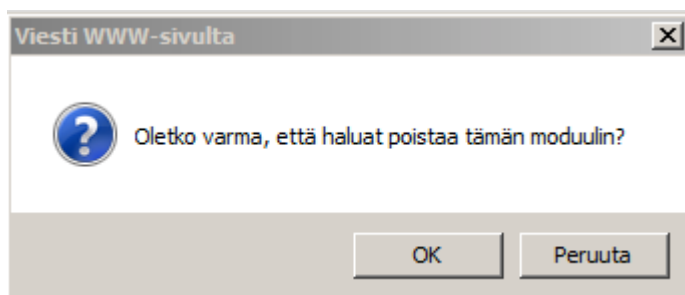 Viesti WWW-sivulta
Oletko varma, että haluat poistaa tämän moduulin?
OK
Peruuta